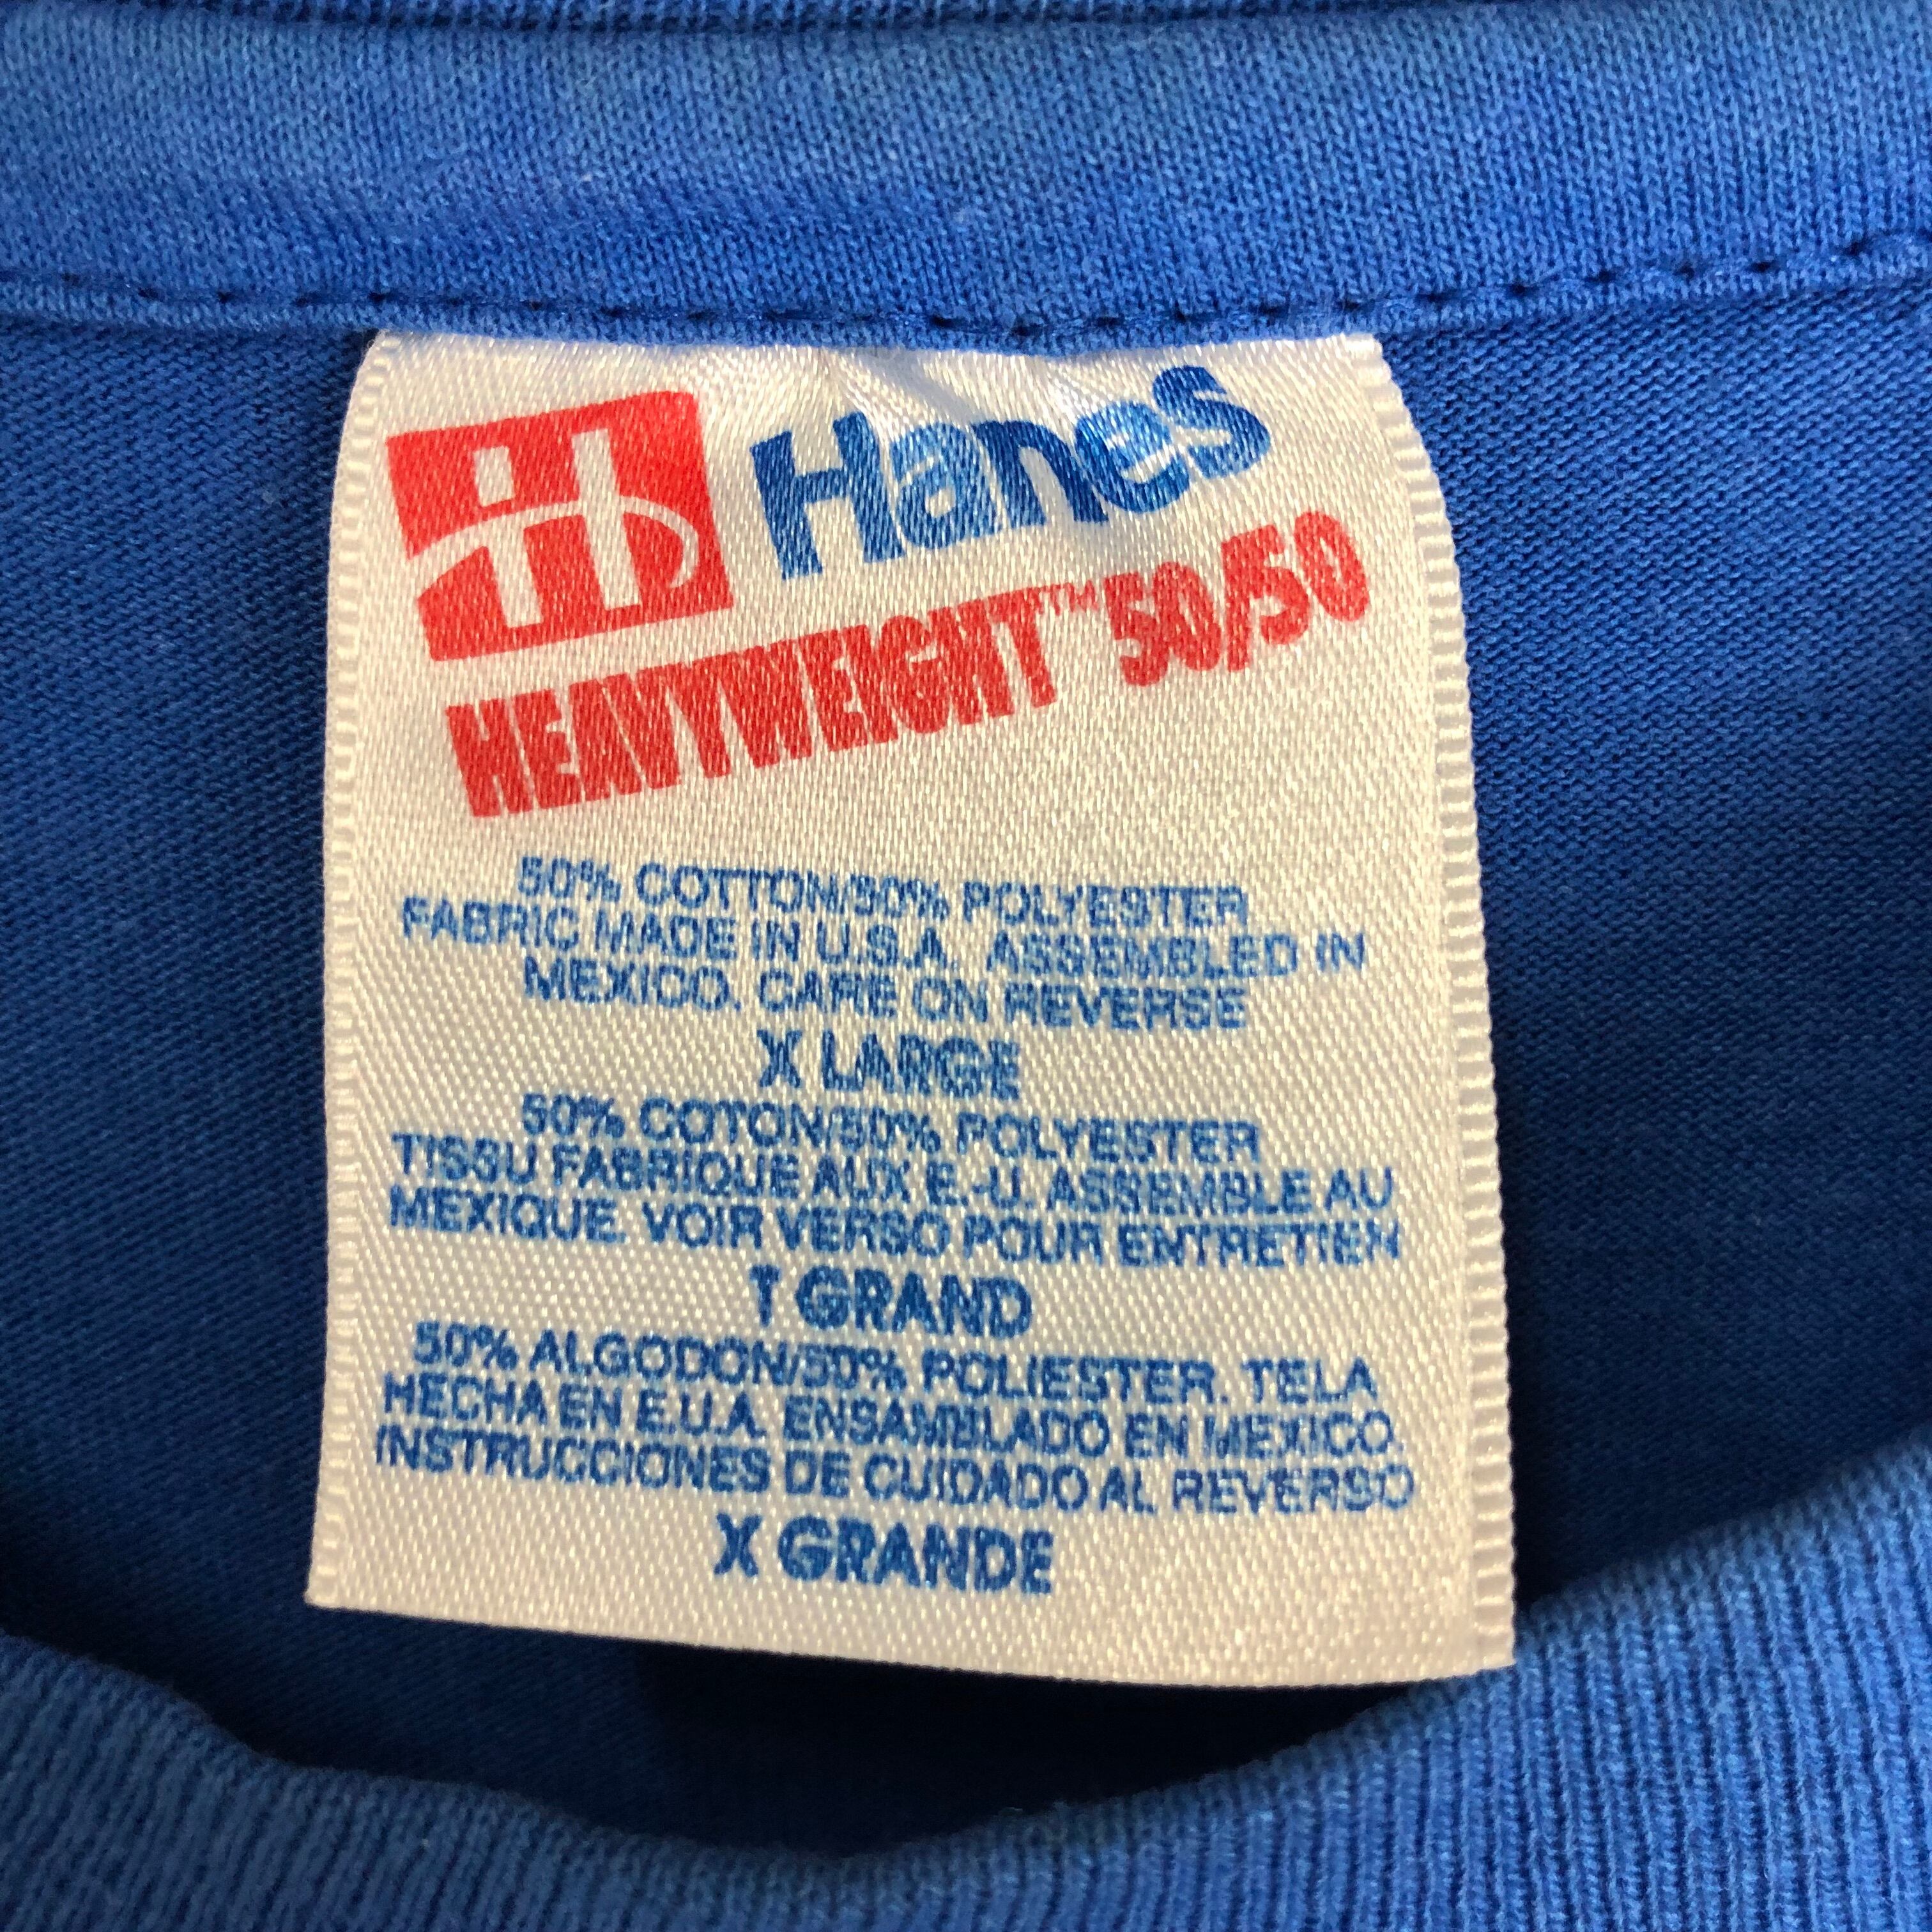 Hanes
HEAVYWEIGHT™ 50/50
50% COTTON/50% POLYESTER
FABRIC MADE IN U.S.A. ASSEMBLED IN
MEXICO. CARE ON REVERSE
X LARGE
50% COTON/50% POLYESTER
TISSU FABRIQUE AUX E.-U. ASSEMBLE AU
MEXIQUE. VOIR VERSO POUR ENTRETIEN
T GRAND
50% ALGODON/50% POLIESTER. TELA
HECHA EN E.U.A. ENSAMBLADO EN MEXICO.
INSTRUCCIONES DE CUIDADO AL REVERSO
X GRANDE